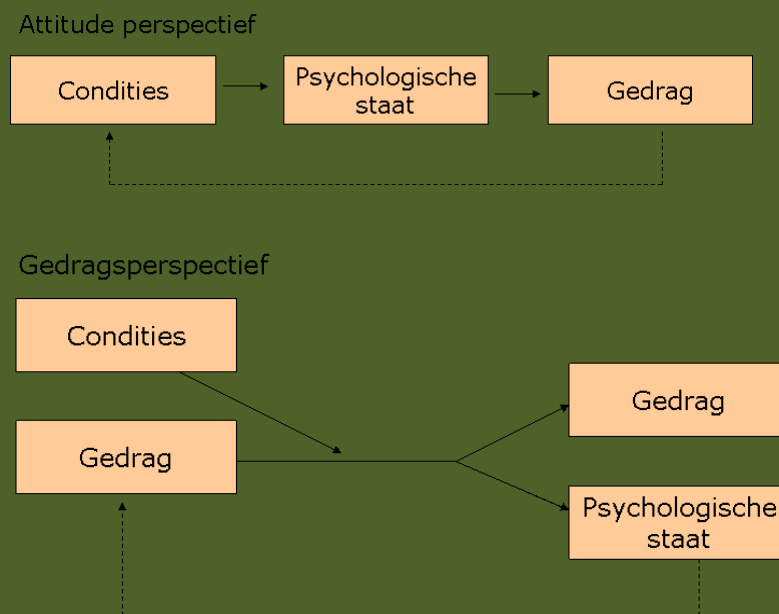 Attitude perspectief
Condities
Psychologische
staat
Gedrag
Gedragsperspectief
Condities
Gedrag
Gedrag
Psychologische
staat